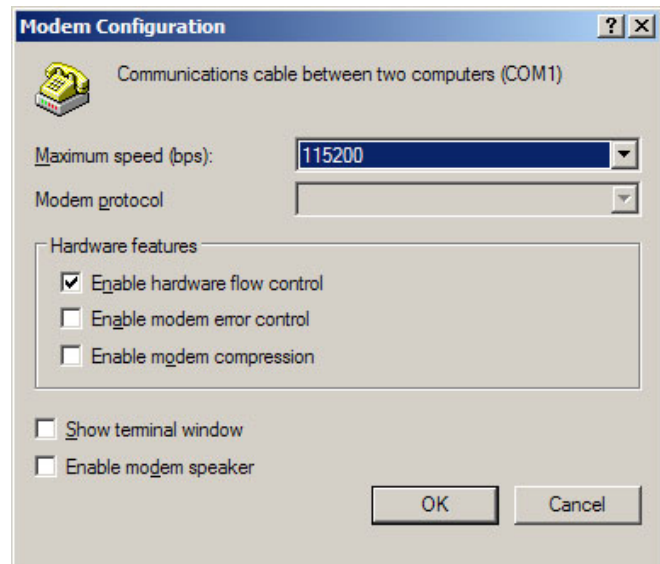 Modem Configuration
Communications cable between two computers (COM1)
Maximum speed (bps): 115200
Modem protocol
Hardware features
Enable hardware flow control
Enable modem error control
Enable modem compression
Show terminal window
Enable modem speaker
OK Cancel